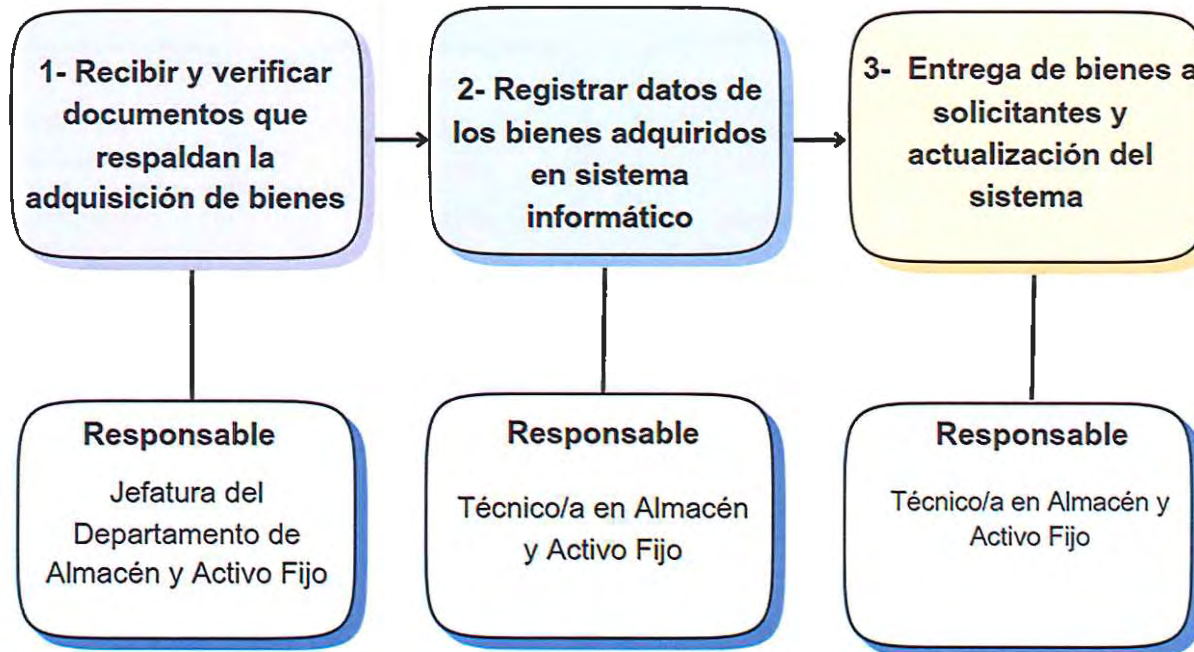 1- Recibir y verificar
documentos que
respaldan la
adquisición de bienes
2- Registrar datos de
los bienes adquiridos
en sistema
informático
3- Entrega de bienes a
solicitantes y
actualización del
sistema
Responsable
Jefatura del
Departamento de
Almacén y Activo Fijo
Responsable
Técnico/a en Almacén
y Activo Fijo
Responsable
Técnico/a en Almacén y
Activo Fijo